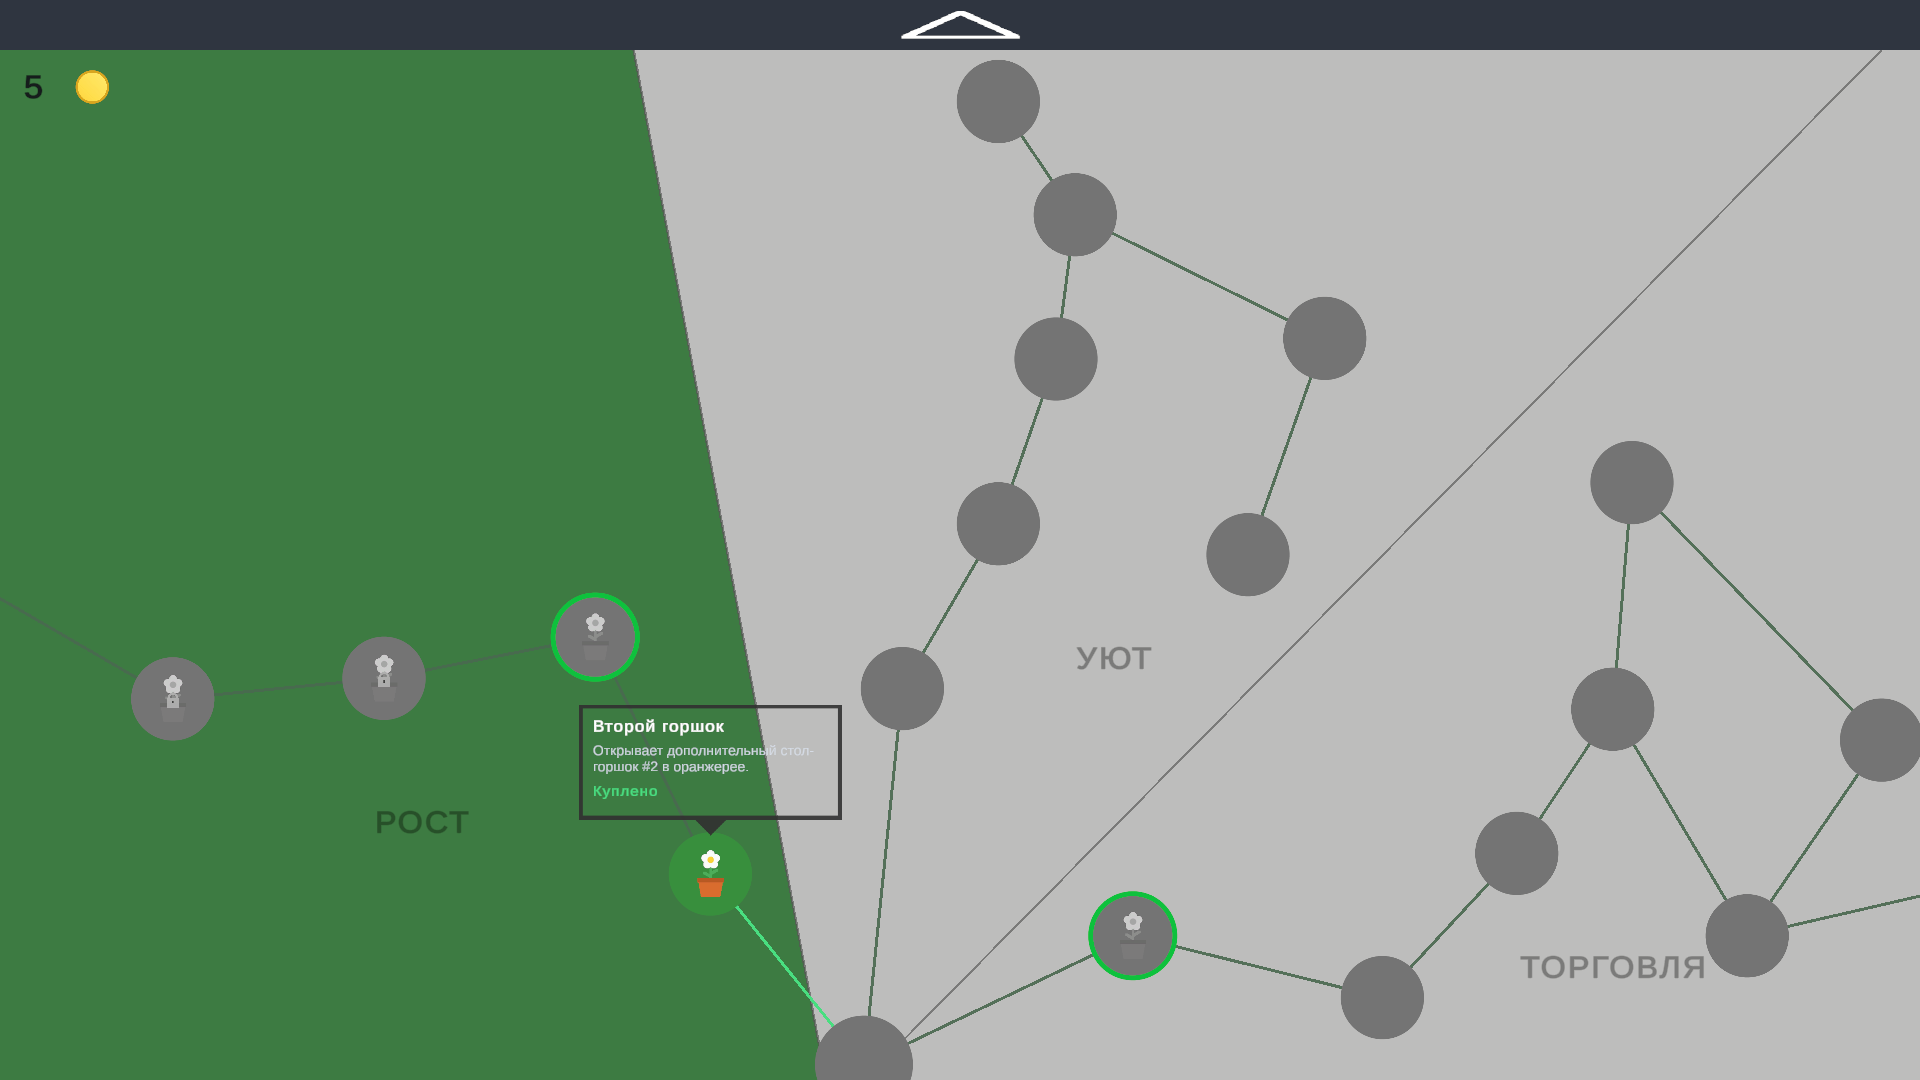 5
УЮТ
Второй горшок
Открывает дополнительный стол-
горшок #2 в оранжерее.
Куплено
РОСТ
ТОРГОВЛЯ